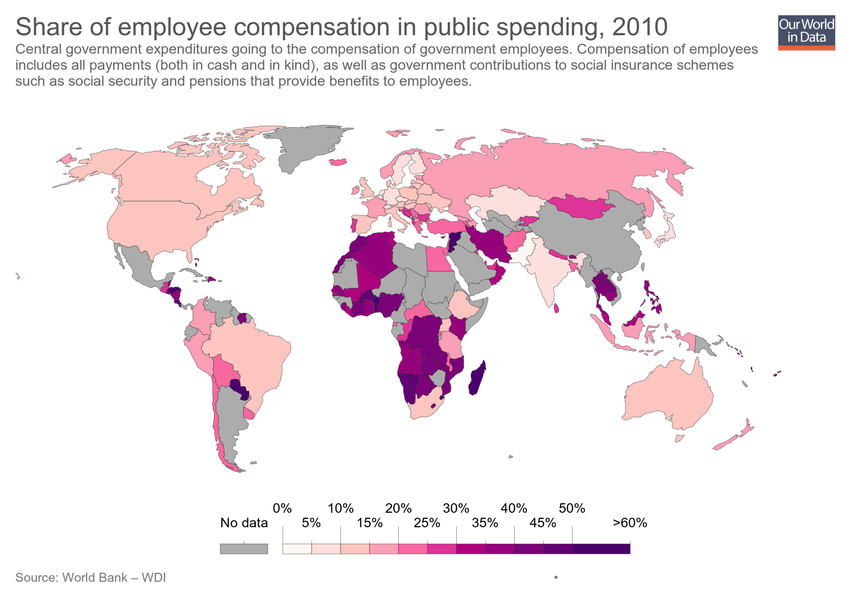 Share of employee compensation in public spending, 2010
Our World
in Data
Central government expenditures going to the compensation of government employees. Compensation of employees
includes all payments (both in cash and in kind), as well as government contributions to social insurance schemes
such as social security and pensions that provide benefits to employees.
0% 10% 20% 30% 40% 50%
No data 5% 15% 25% 35% 45% >60%
Source: World Bank – WDI